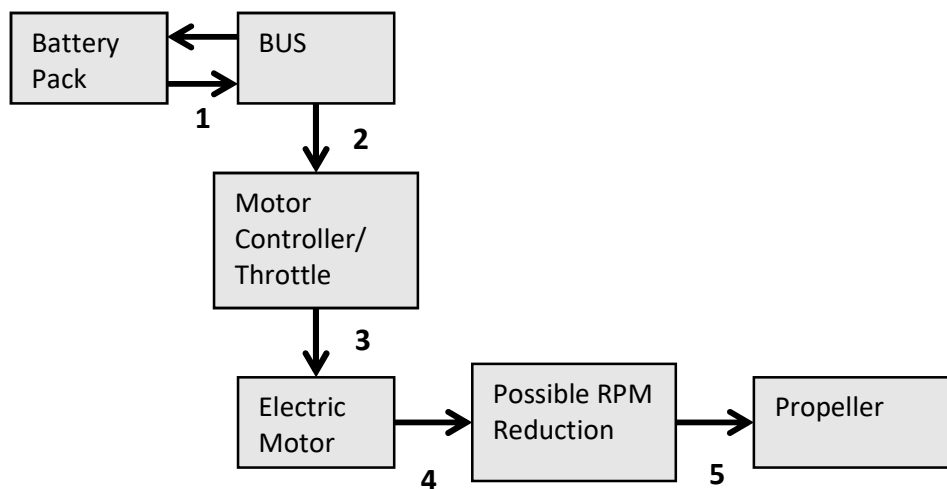 Battery
Pack
BUS
1
2
Motor
Controller/
Throttle
3
Electric
Motor
4
Possible RPM
Reduction
5
Propeller